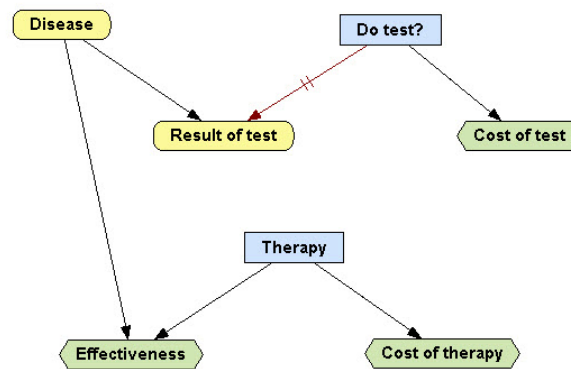 Disease
Do test?
Result of test
Cost of test
Therapy
Effectiveness
Cost of therapy